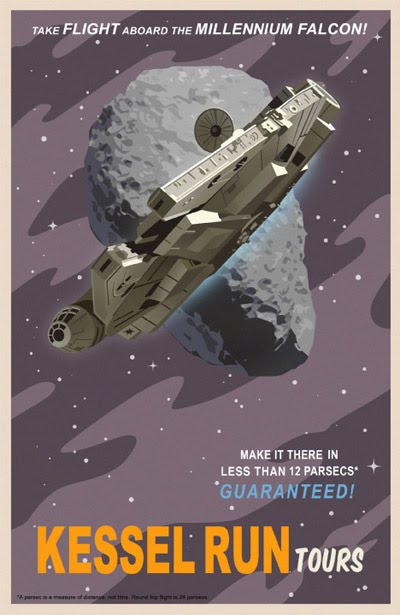 TAKE FLIGHT ABOARD THE MILLENNIUM FALCON!
MAKE IT THERE IN
LESS THAN 12 PARSECS*
GUARANTEED!
KESSEL RUN TOURS
*A parsec is a measure of distance, not time. Round trip flight is 24 parsecs.